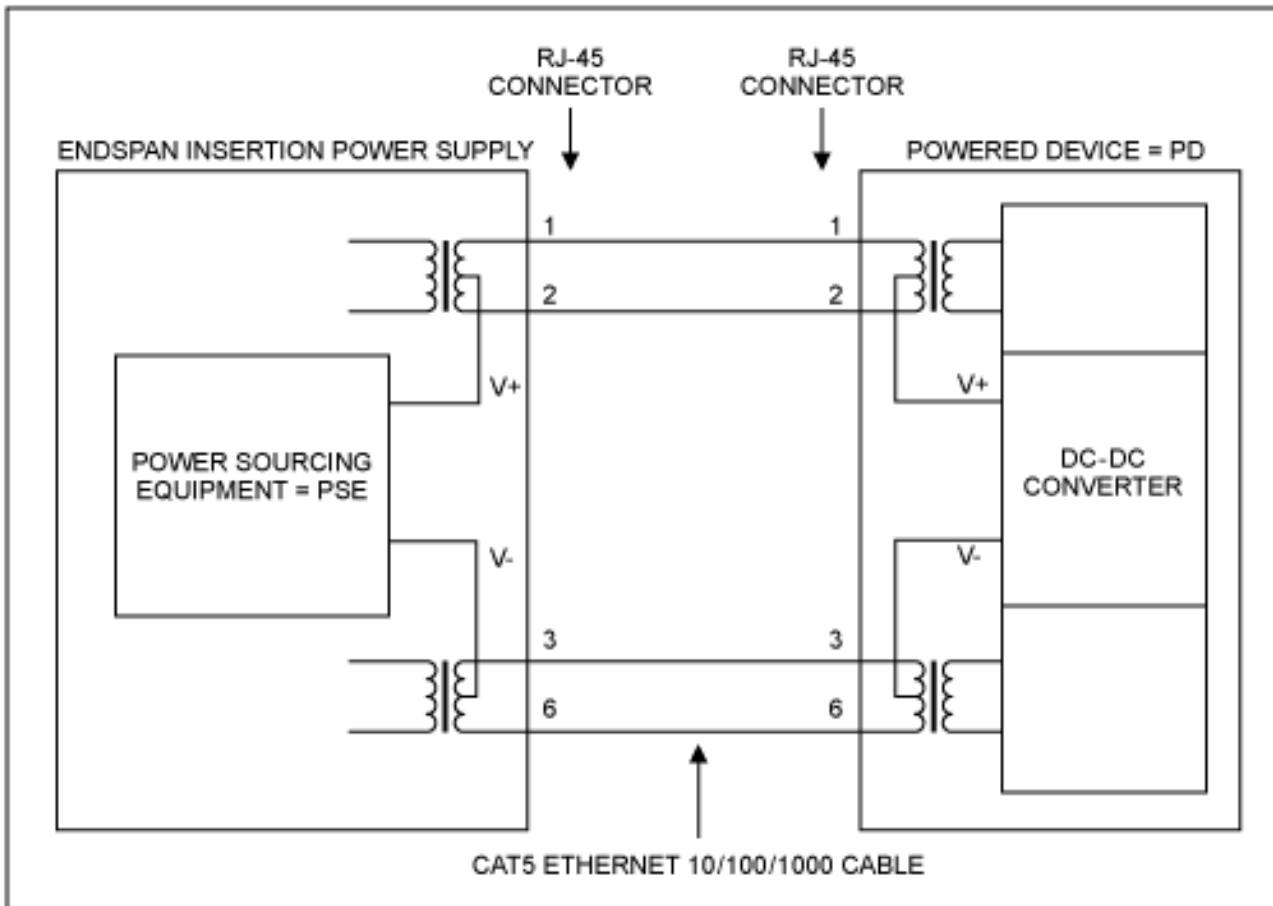 RJ-45
CONNECTOR
RJ-45
CONNECTOR
ENDSPAN INSERTION POWER SUPPLY
POWERED DEVICE = PD
1
1
2
2
V+
V+
POWER SOURCING
EQUIPMENT = PSE
DC-DC
CONVERTER
V-
V-
3
3
6
6
CAT5 ETHERNET 10/100/1000 CABLE